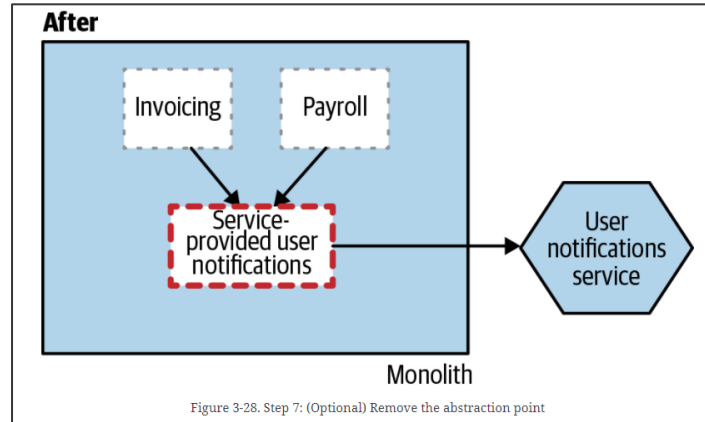 After
Invoicing
Payroll
Service-
provided user
notifications
User
notifications
service
Monolith
Figure 3-28. Step 7: (Optional) Remove the abstraction point